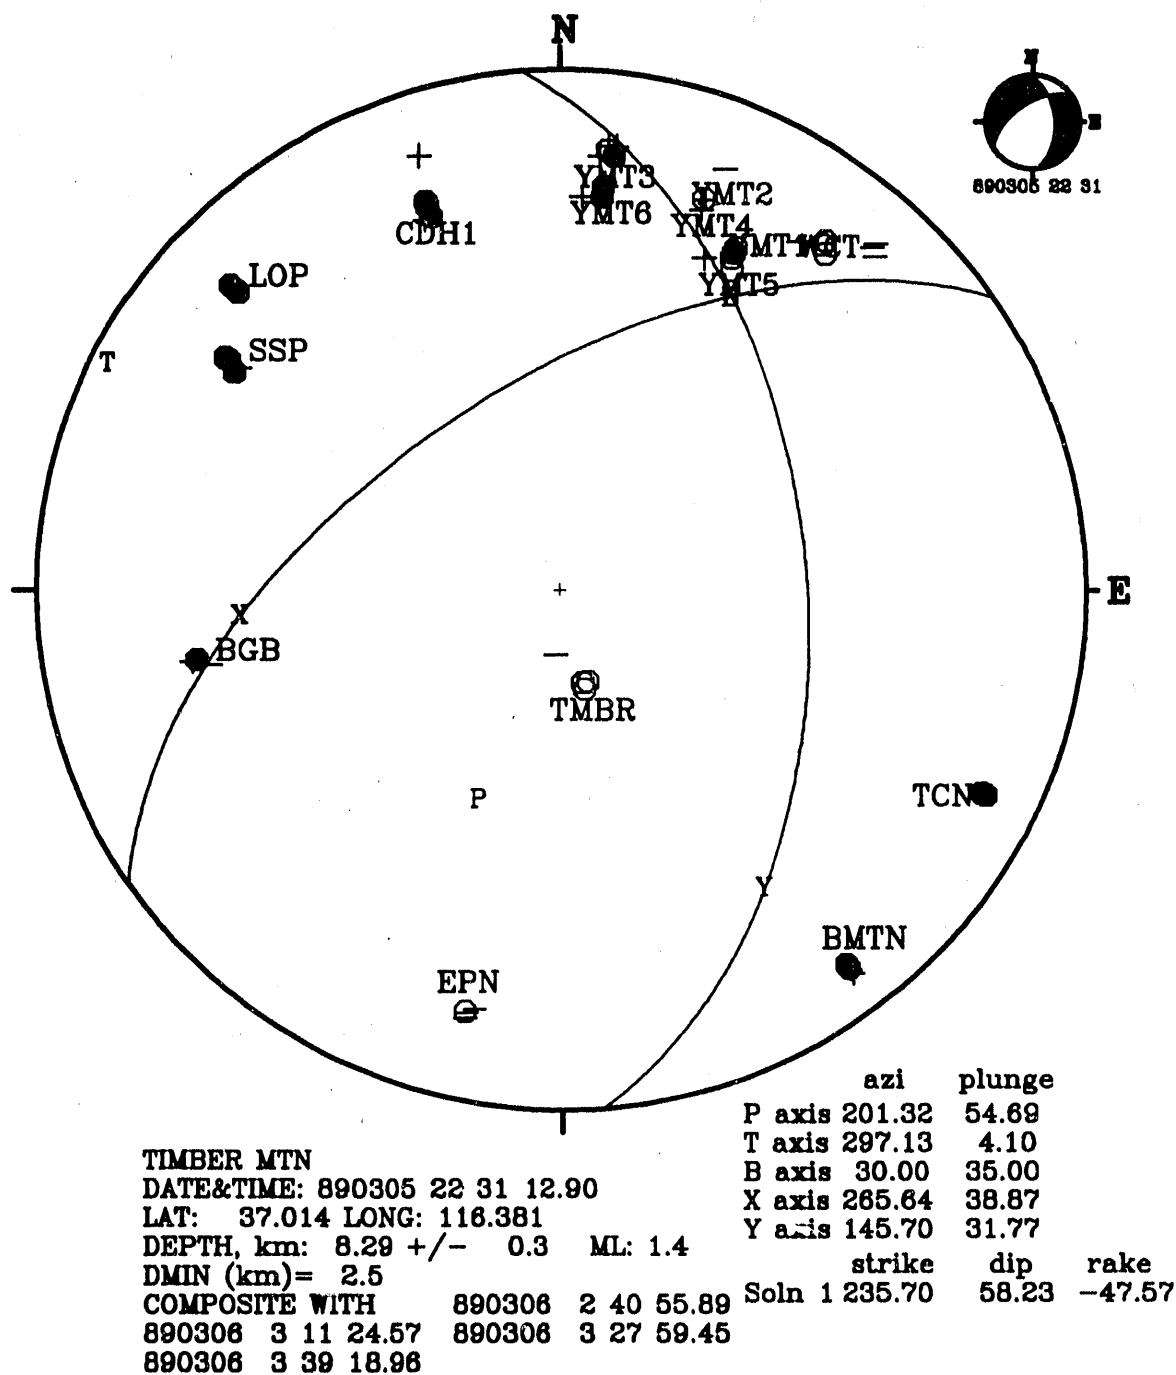 N
N
E
890305 22 31
YMT3
YMT2
YMT6
YMT4
CDH1
YMT1 WCT
LOP
YMT5
T
SSP
E
X
BGB
TMBR
P
TCN
Y
BMTN
EPN
azi plunge
P axis 201.32 54.69
T axis 297.13 4.10
B axis 30.00 35.00
X axis 265.64 38.87
Y axis 145.70 31.77
strike dip rake
Soln 1 235.70 58.23 -47.57
TIMBER MTN
DATE&TIME: 890305 22 31 12.90
LAT: 37.014 LONG: 116.381
DEPTH, km: 8.29 +/- 0.3 ML: 1.4
DMIN (km)= 2.5
COMPOSITE WITH 890306 2 40 55.89
890306 3 11 24.57 890306 3 27 59.45
890306 3 39 18.96